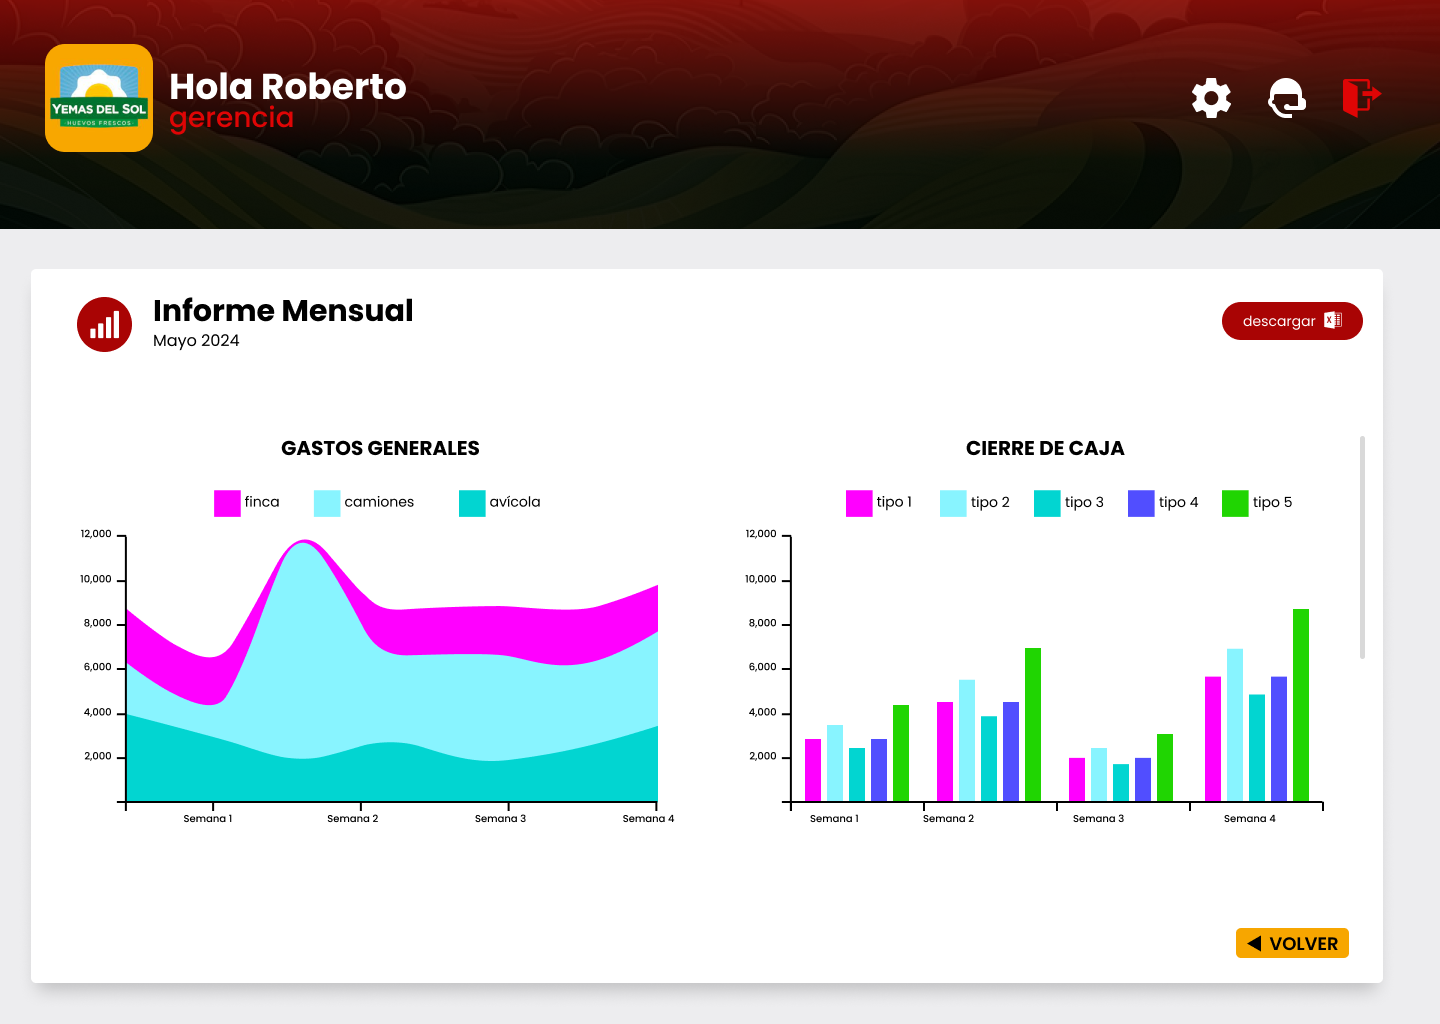 YEMAS DEL SOL
HUEVOS FRESCOS
Hola Roberto
gerencia
Informe Mensual
Mayo 2024
descargar
X
GASTOS GENERALES
finca camiones avícola
12,000
10,000
8,000
6,000
4,000
2,000
Semana 1 Semana 2 Semana 3 Semana 4
CIERRE DE CAJA
tipo 1 tipo 2 tipo 3 tipo 4 tipo 5
12,000
10,000
8,000
6,000
4,000
2,000
Semana 1 Semana 2 Semana 3 Semana 4
VOLVER